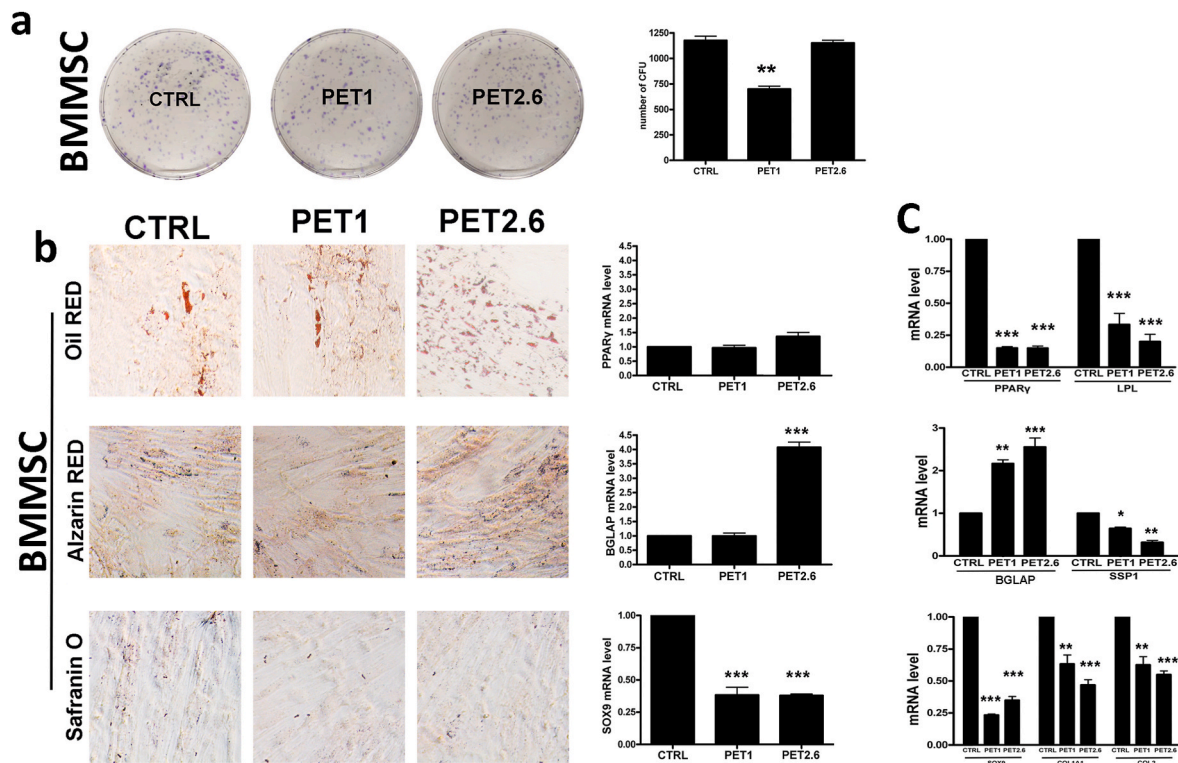 a
BMMSC
CTRL
PET1
PET2.6
number of CFU
1250
1000
750
500
250
0
**
CTRL PET1 PET2.6
b
BMMSC
CTRL PET1 PET2.6
Oil RED
Alzarin RED
Safranin O
PPARγ mRNA level
4.5
4.0
3.5
3.0
2.5
2.0
1.5
1.0
0.5
0.0
CTRL PET1 PET2.6
BGLAP mRNA level
4.5
4.0
3.5
3.0
2.5
2.0
1.5
1.0
0.5
0.0
***
CTRL PET1 PET2.6
SOX9 mRNA level
1.00
0.75
0.50
0.25
0.00
*** ***
CTRL PET1 PET2.6
C
mRNA level
1.00
0.75
0.50
0.25
0.00
*** *** *** ***
CTRL PET1 PET2.6 CTRL PET1 PET2.6
PPARγ LPL
mRNA level
3
2
1
0
** *** * **
CTRL PET1 PET2.6 CTRL PET1 PET2.6
BGLAP SSP1
mRNA level
1.00
0.75
0.50
0.25
0.00
*** *** ** *** ** ***
CTRL PET1 PET2.6 CTRL PET1 PET2.6 CTRL PET1 PET2.6